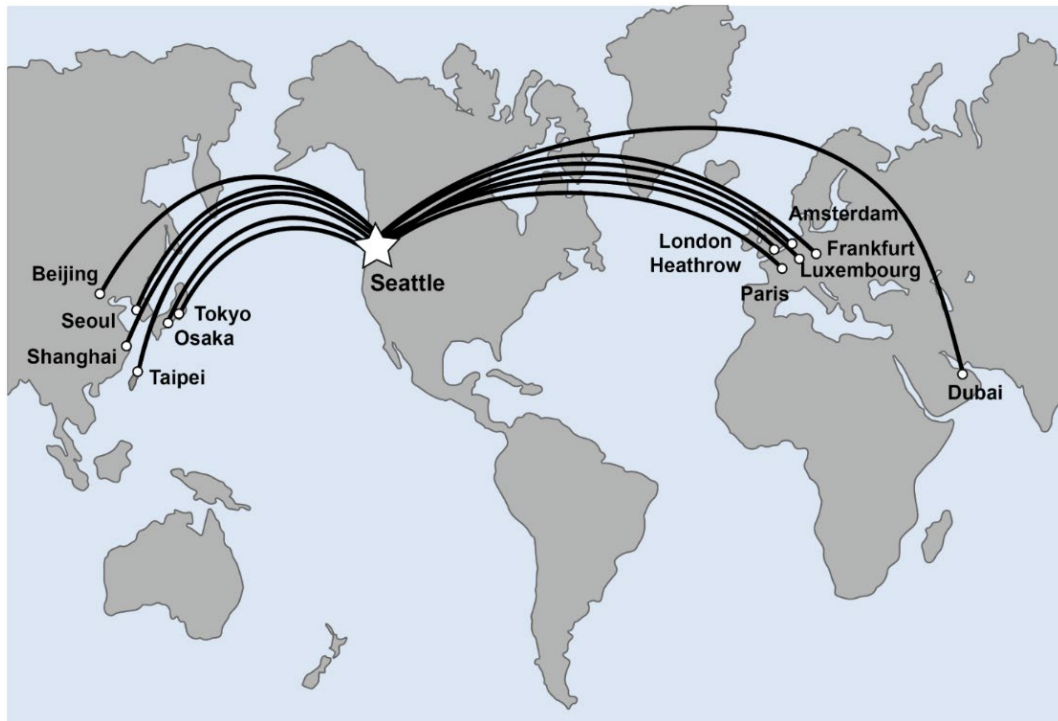 Beijing
Seoul
Shanghai
Taipei
Tokyo
Osaka
Seattle
Amsterdam
London
Heathrow
Frankfurt
Luxembourg
Paris
Dubai